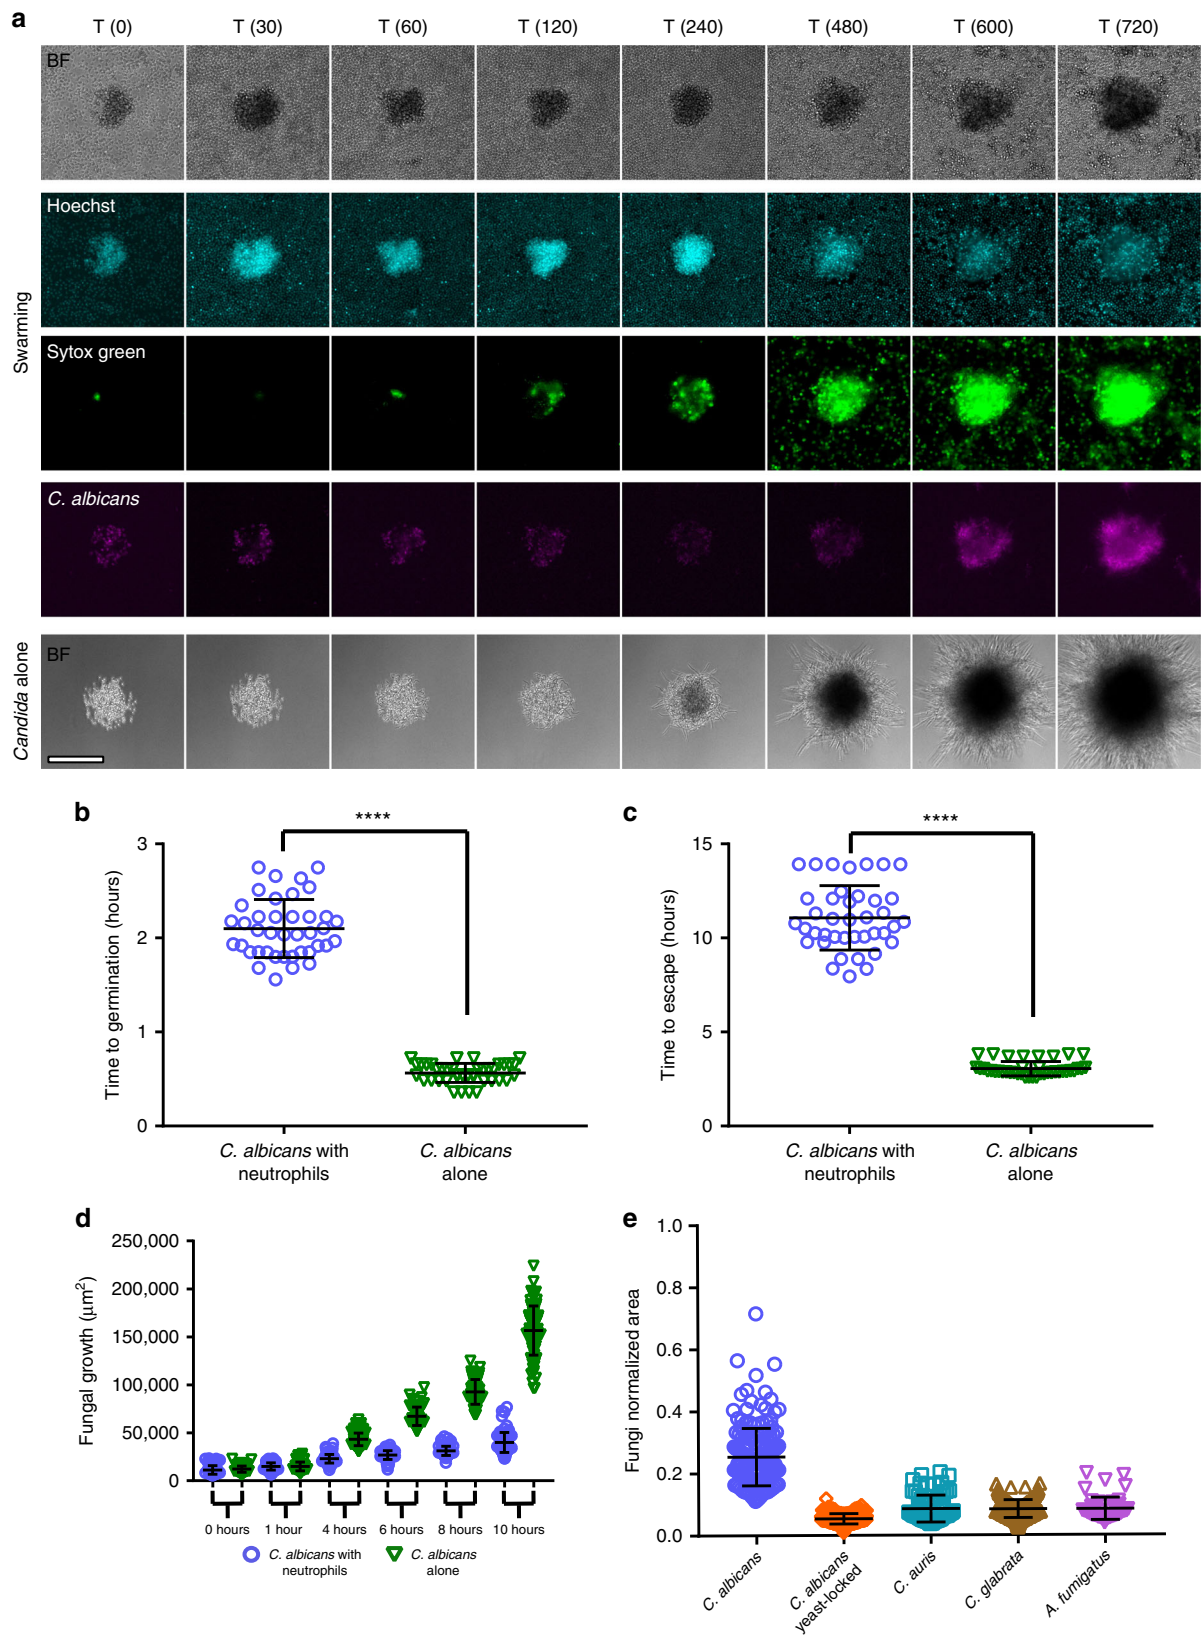 a
T (0) T (30) T (60) T (120) T (240) T (480) T (600) T (720)
Swarming
BF
Hoechst
Sytox green
C. albicans
Candida alone
BF
b
Time to germination (hours)
3
2
1
0
****
C. albicans with
neutrophils
C. albicans
alone
c
Time to escape (hours)
15
10
5
0
****
C. albicans with
neutrophils
C. albicans
alone
d
Fungal growth (μm²)
250,000
200,000
150,000
100,000
50,000
0
0 hours 1 hour 4 hours 6 hours 8 hours 10 hours
C. albicans with
neutrophils
C. albicans
alone
e
Fungi normalized area
1.0
0.8
0.6
0.4
0.2
0.0
C. albicans
C. albicans
yeast-locked
C. auris
C. glabrata
A. fumigatus